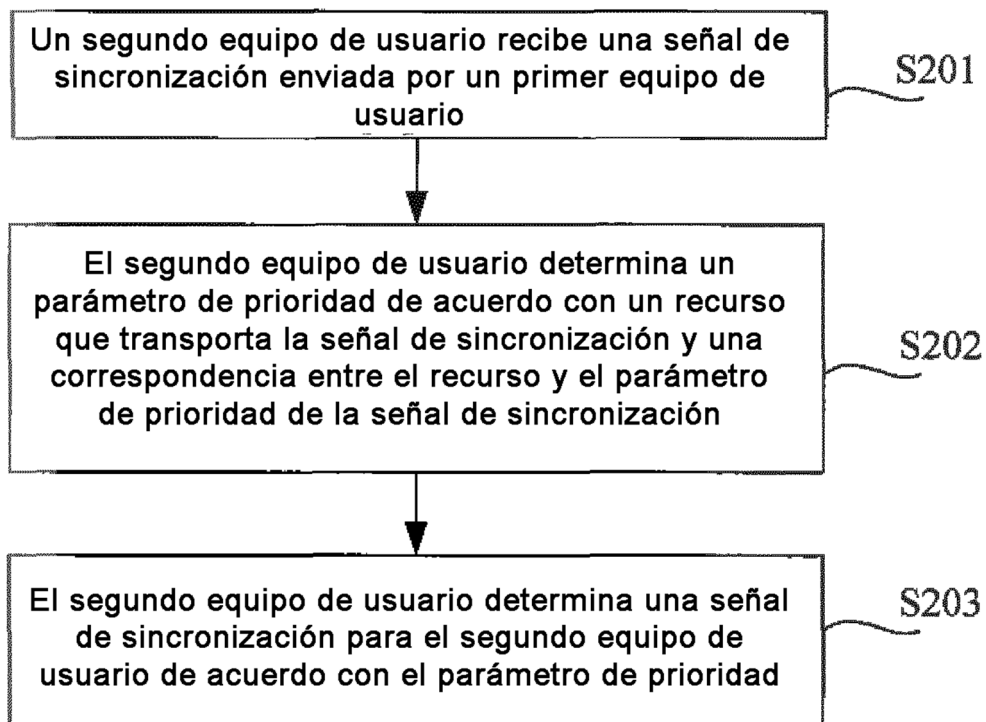 Un segundo equipo de usuario recibe una señal de
sincronización enviada por un primer equipo de
usuario
S201
El segundo equipo de usuario determina un
parámetro de prioridad de acuerdo con un recurso
que transporta la señal de sincronización y una
correspondencia entre el recurso y el parámetro
de prioridad de la señal de sincronización
S202
El segundo equipo de usuario determina una señal
de sincronización para el segundo equipo de
usuario de acuerdo con el parámetro de prioridad
S203